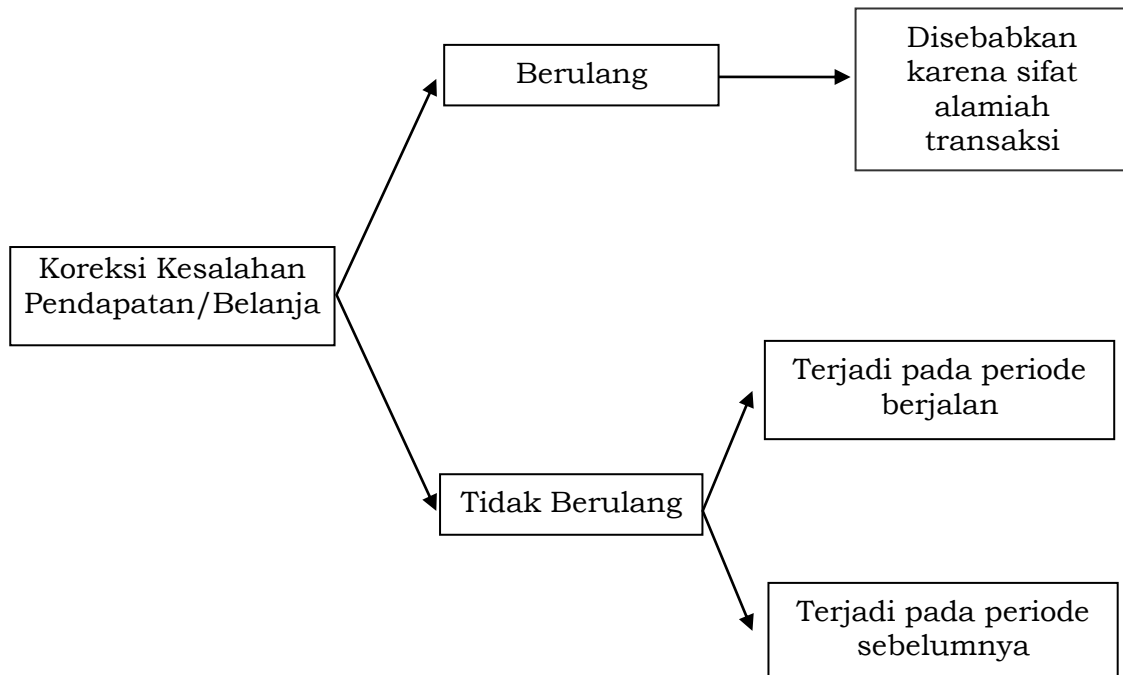 Berulang
Disebabkan
karena sifat
alamiah
transaksi
Koreksi Kesalahan
Pendapatan/Belanja
Tidak Berulang
Terjadi pada periode
berjalan
Terjadi pada periode
sebelumnya